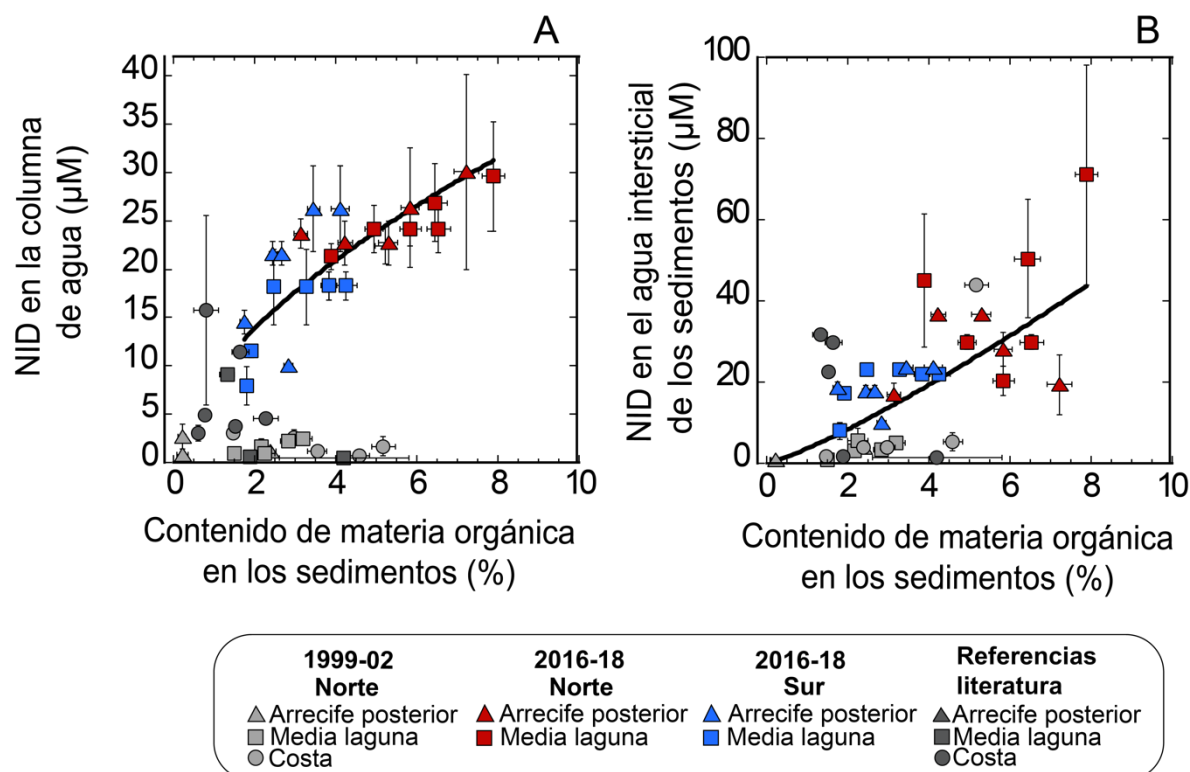 A
NID en la columna
de agua (µM)
40
35
30
25
20
15
10
5
0
0 2 4 6 8 10
Contenido de materia orgánica
en los sedimentos (%)
B
NID en el agua intersticial
de los sedimentos (µM)
100
80
60
40
20
0
0 2 4 6 8 10
Contenido de materia orgánica
en los sedimentos (%)
1999-02
Norte
Arrecife posterior
Media laguna
Costa
2016-18
Norte
Arrecife posterior
Media laguna
2016-18
Sur
Arrecife posterior
Media laguna
Referencias
literatura
Arrecife posterior
Media laguna
Costa